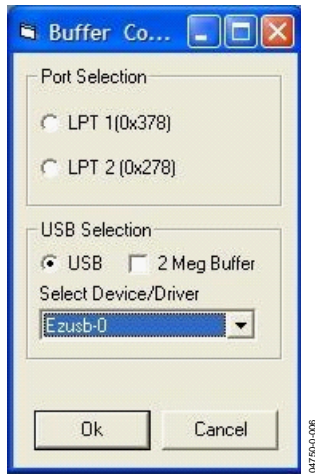 Buffer Co...
Port Selection
LPT 1(0x378)
LPT 2 (0x278)
USB Selection
USB 2 Meg Buffer
Select Device/Driver
Ezusb-0
Ok Cancel
04750-0-006